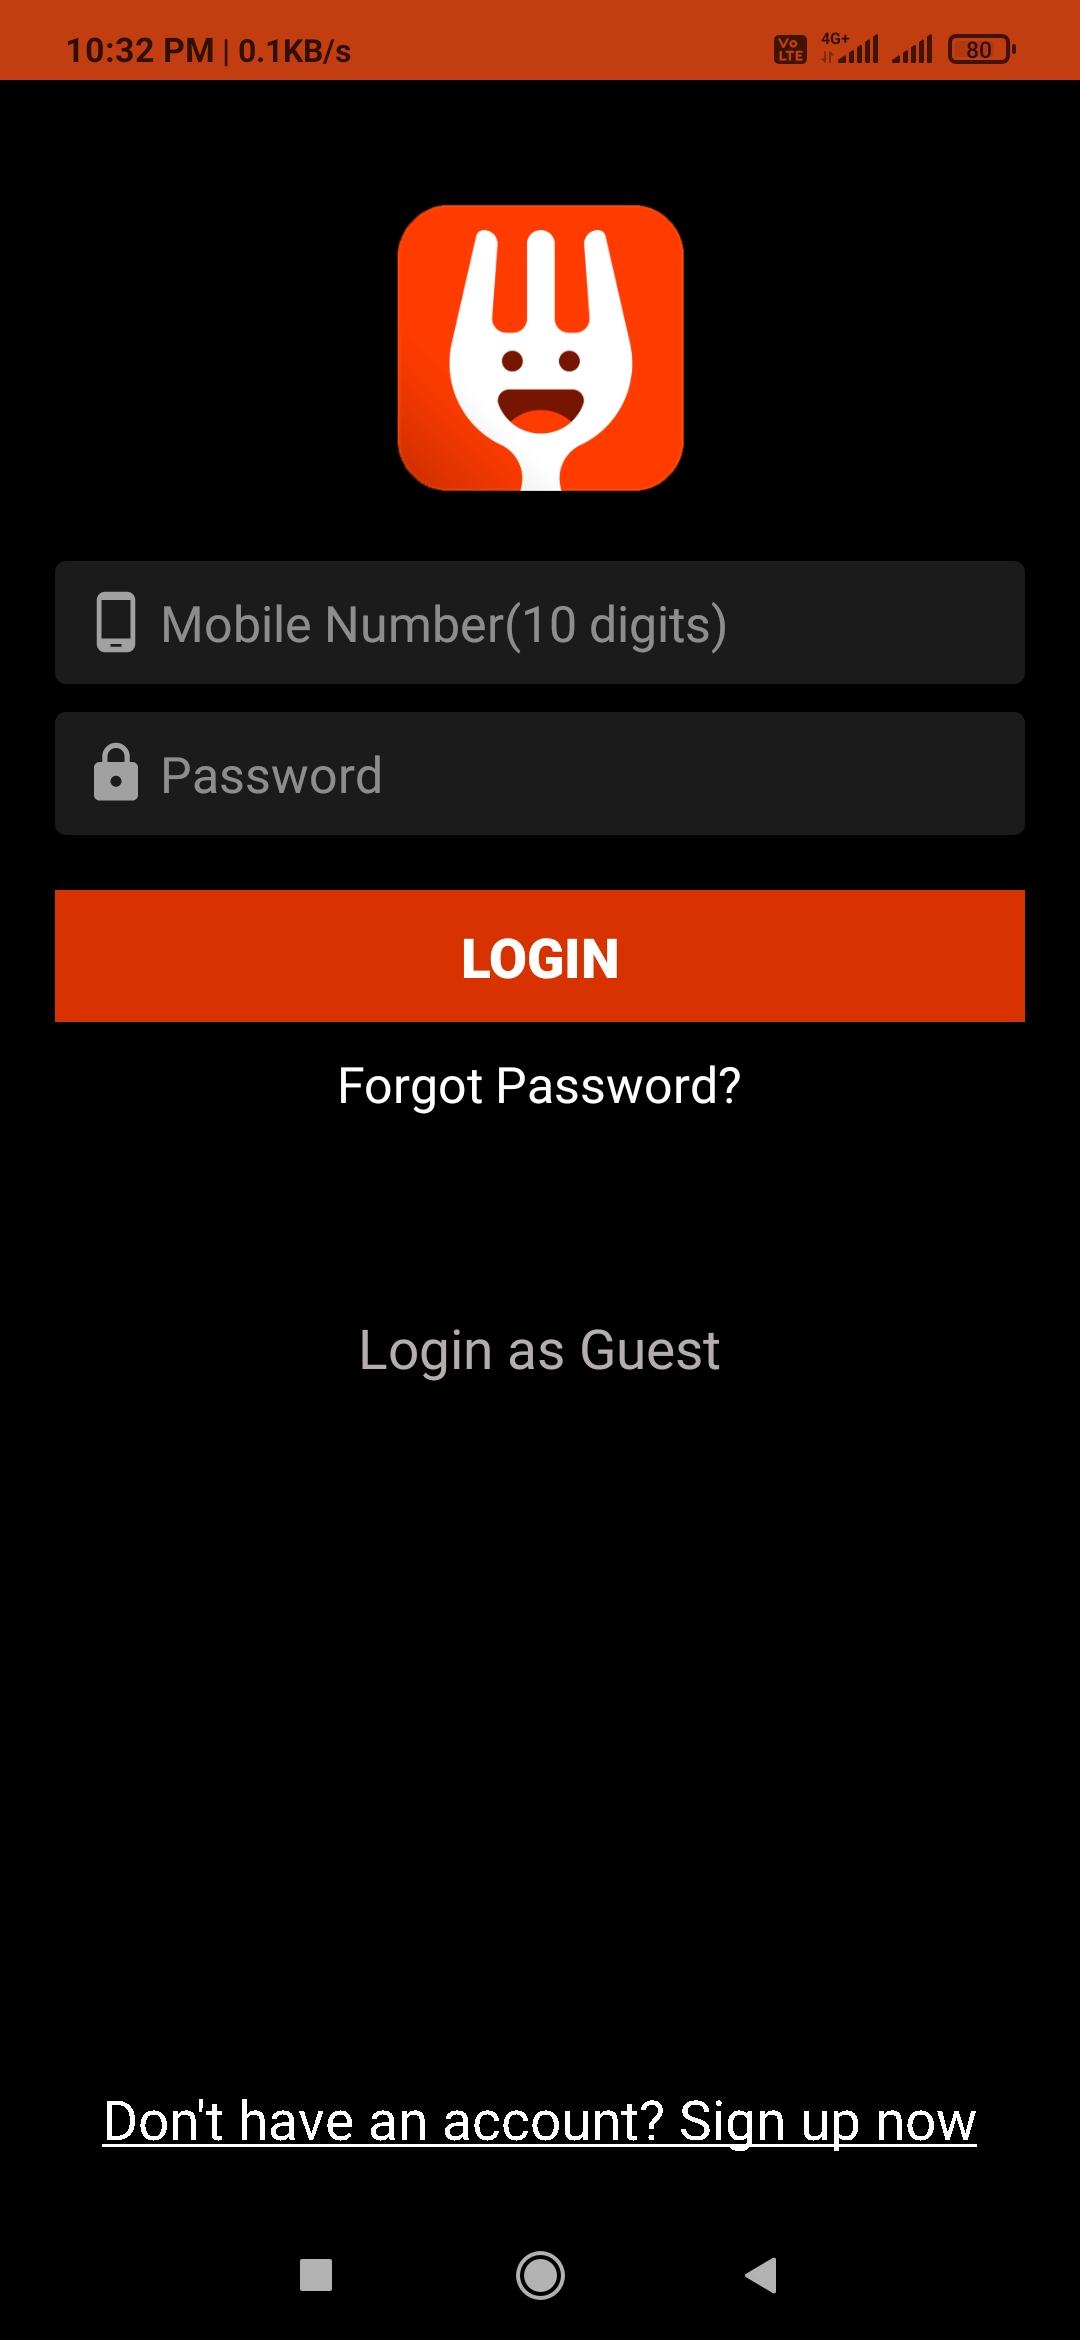 10:32 PM | 0.1KB/s
Vo LTE 4G+ 80
Mobile Number(10 digits)
Password
LOGIN
Forgot Password?
Login as Guest
Don't have an account? Sign up now